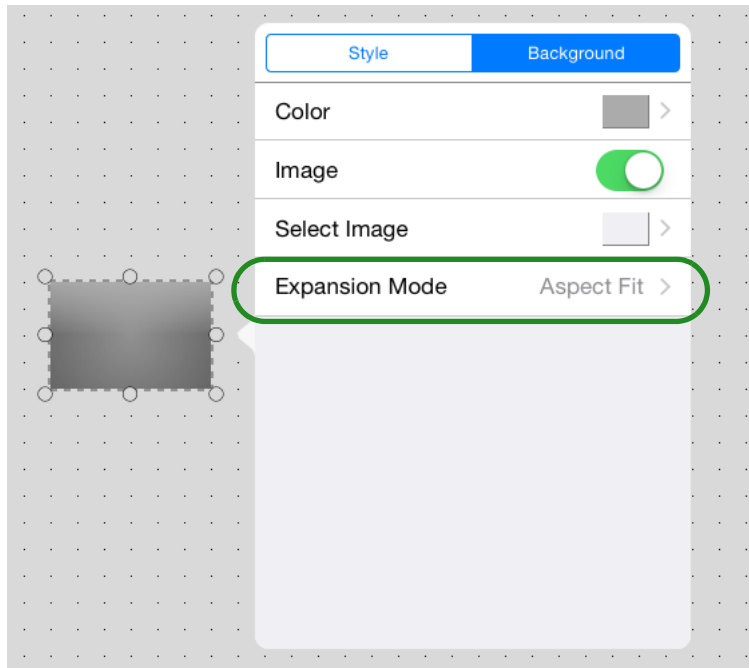 Style Background
Color
Image
Select Image
Expansion Mode Aspect Fit